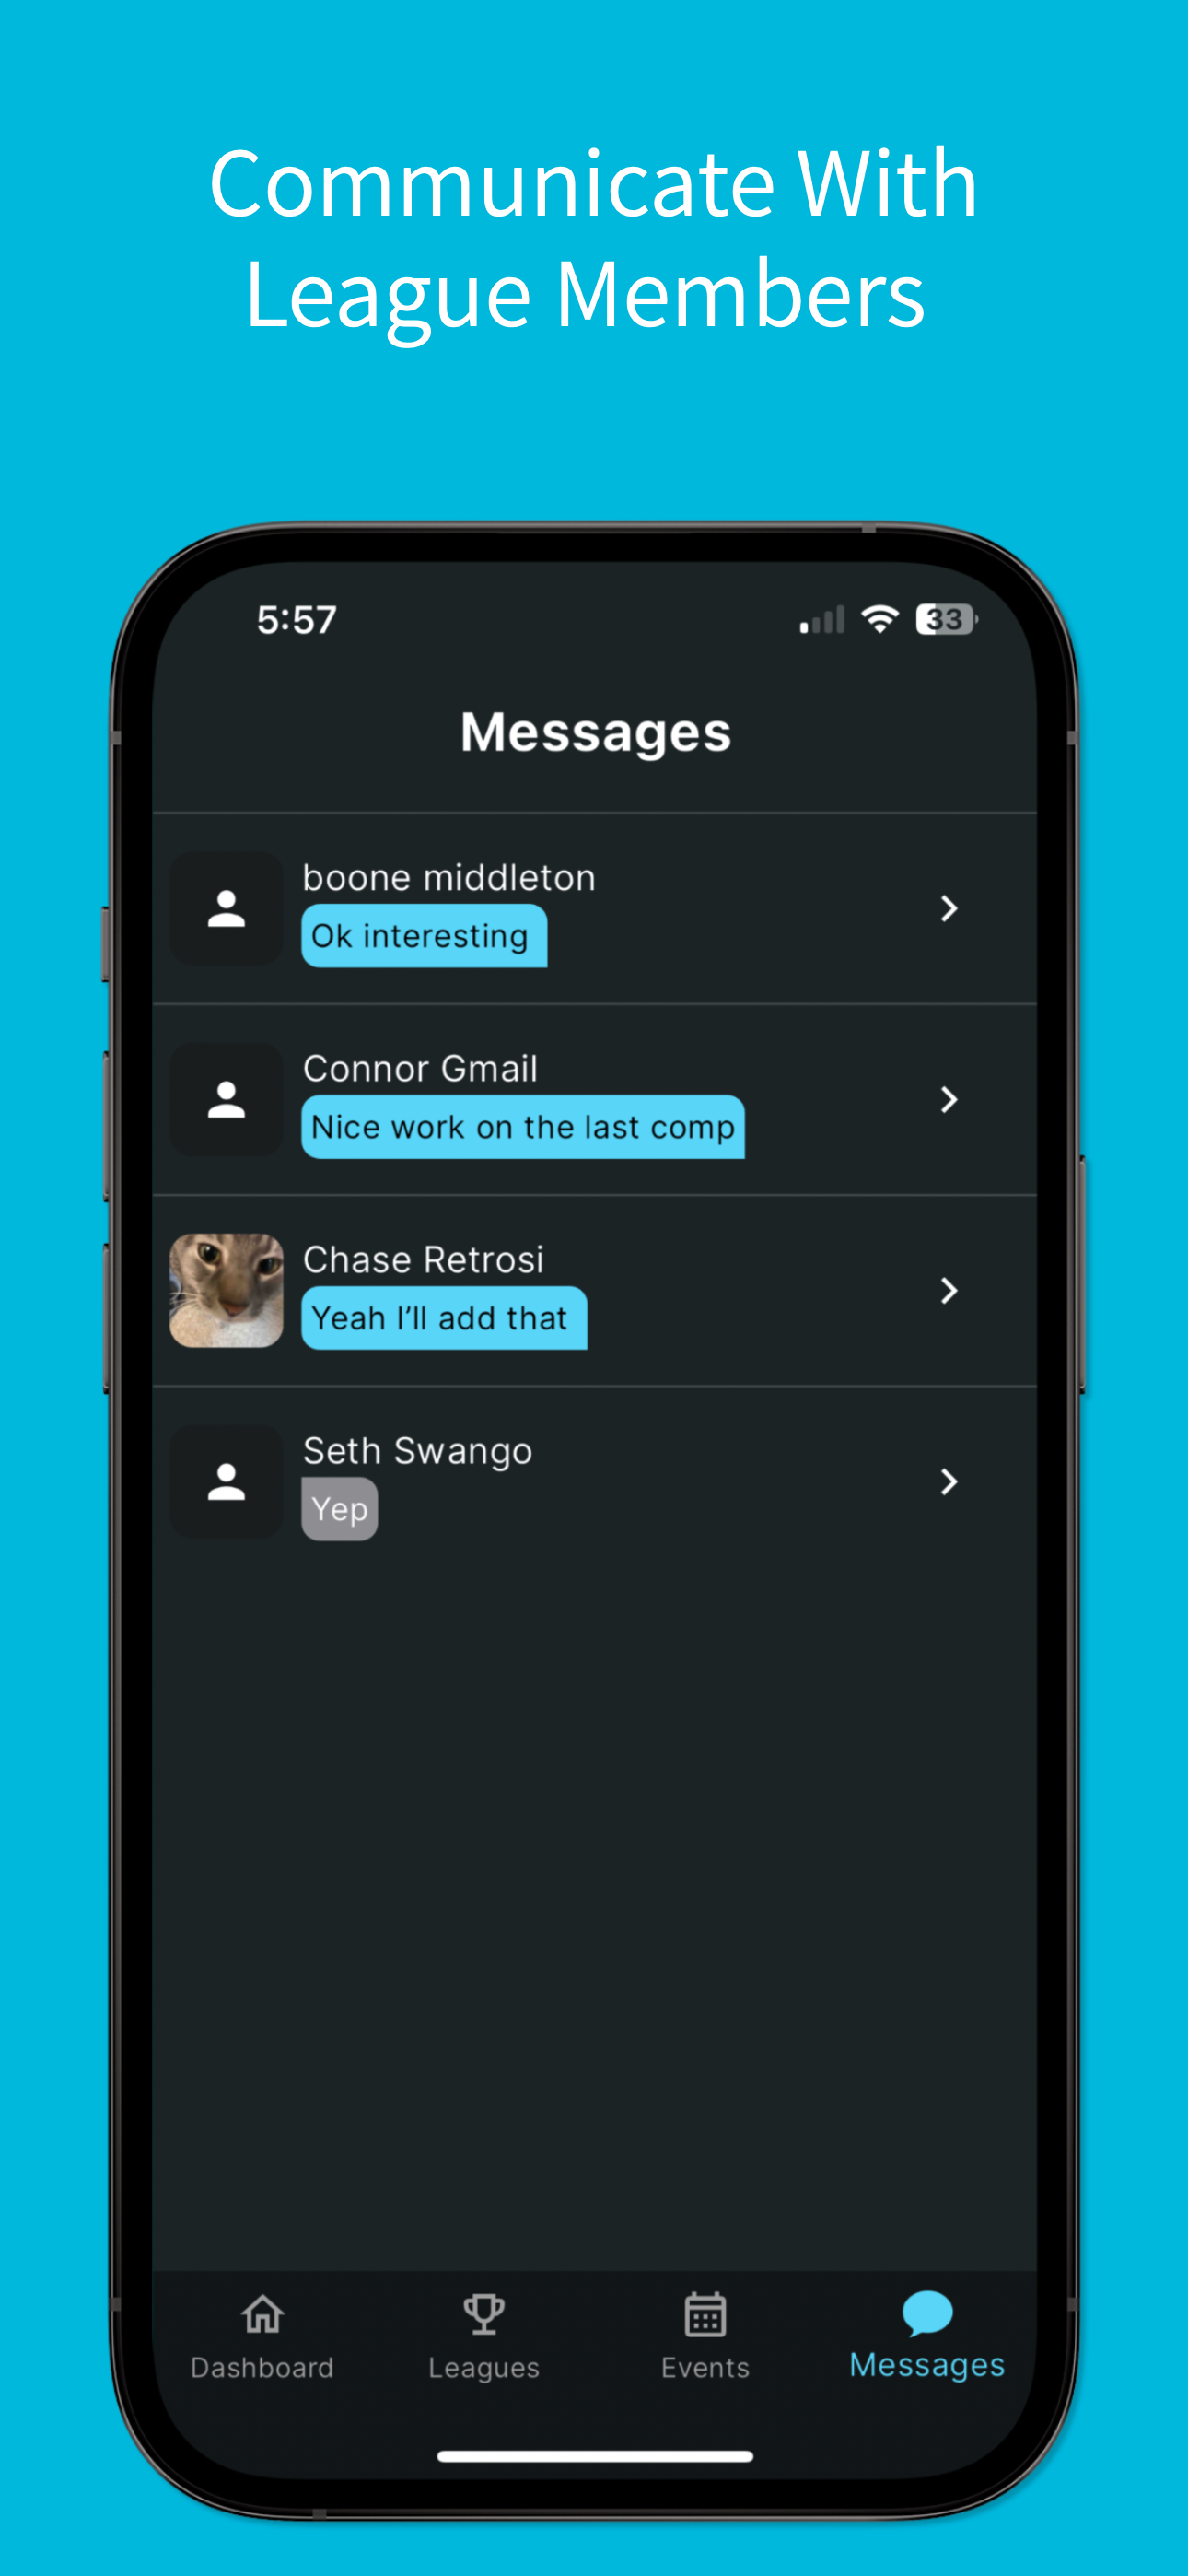 Communicate With
League Members
5:57
33
Messages
boone middleton
Ok interesting
Connor Gmail
Nice work on the last comp
Chase Retrosi
Yeah I’ll add that
Seth Swango
Yep
Dashboard
Leagues
Events
Messages